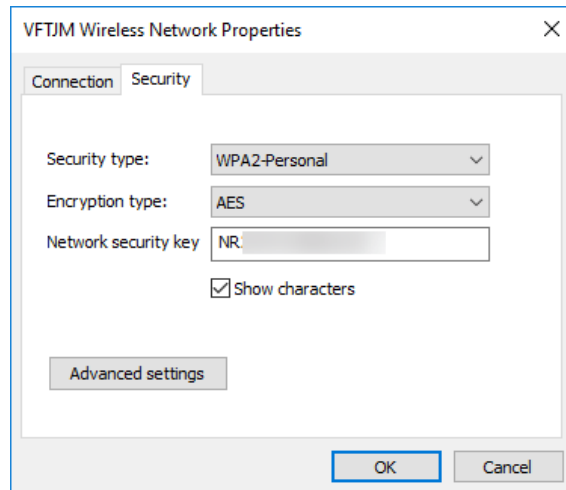 VFTJM Wireless Network Properties
Connection Security
Security type: WPA2-Personal
Encryption type: AES
Network security key
Show characters
Advanced settings
OK Cancel